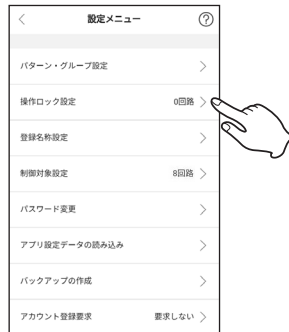 設定メニュー
?
パターン・グループ設定
操作ロック設定 0回路
登録名称設定
制御対象設定 8回路
パスワード変更
アプリ設定データの読み込み
バックアップの作成
アカウント登録要求 要求しない